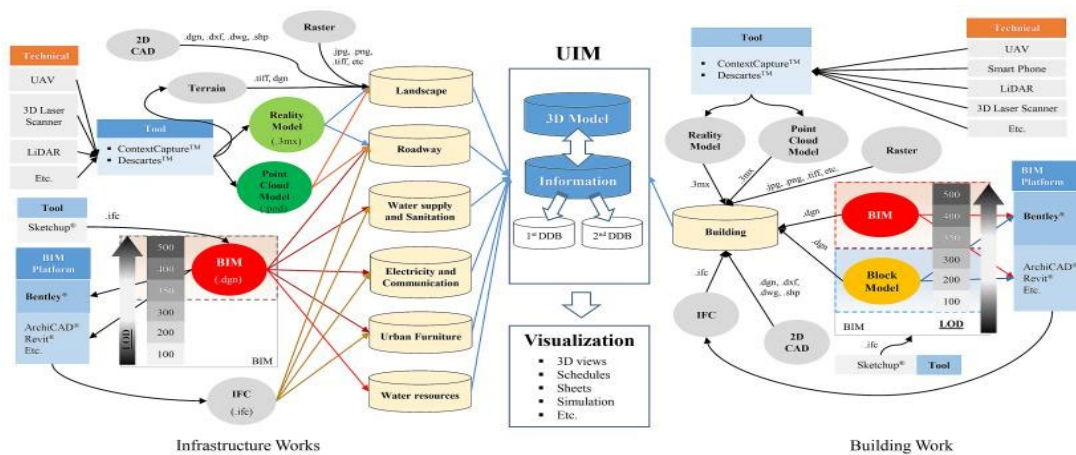 2D
CAD
.dgn, .dxf, .dwg, .shp
Raster
.jpg, .png,
.tiff, etc
Technical
UAV
3D Laser
Scanner
LiDAR
Etc.
Terrain
.tiff, dgn
Tool
▪ ContextCapture™
▪ Descartes™
Reality
Model
(.3mx)
Point
Cloud Model
(.pod)
Tool
Sketchup®
.ifc
BIM
Platform
Bentley®
ArchiCAD®
Revit®
Etc.
LOD
500
400
350
300
200
100
BIM
(.dgn)
BIM
IFC
(.ifc)
Landscape
Roadway
Water supply
and Sanitation
Electricity and
Communication
Urban Furniture
Water resources
Infrastructure Works
UIM
3D Model
Information
1st DDB
2nd DDB
Visualization
▪ 3D views
▪ Schedules
▪ Sheets
▪ Simulation
▪ Etc.
Tool
▪ ContextCapture™
▪ Descartes™
Technical
UAV
Smart Phone
LiDAR
3D Laser Scanner
Etc.
Reality
Model
Point
Cloud
Model
Raster
.3mx
.3mx
.jpg, .png, .tiff, etc.
Building
.dgn
.dgn
BIM
Block
Model
500
400
350
300
200
100
LOD
BIM
BIM
Platform
Bentley®
ArchiCAD®
Revit®
Etc.
.ifc
IFC
.dgn, .dxf,
.dwg, .shp
2D
CAD
.ifc
Sketchup®
Tool
Building Work